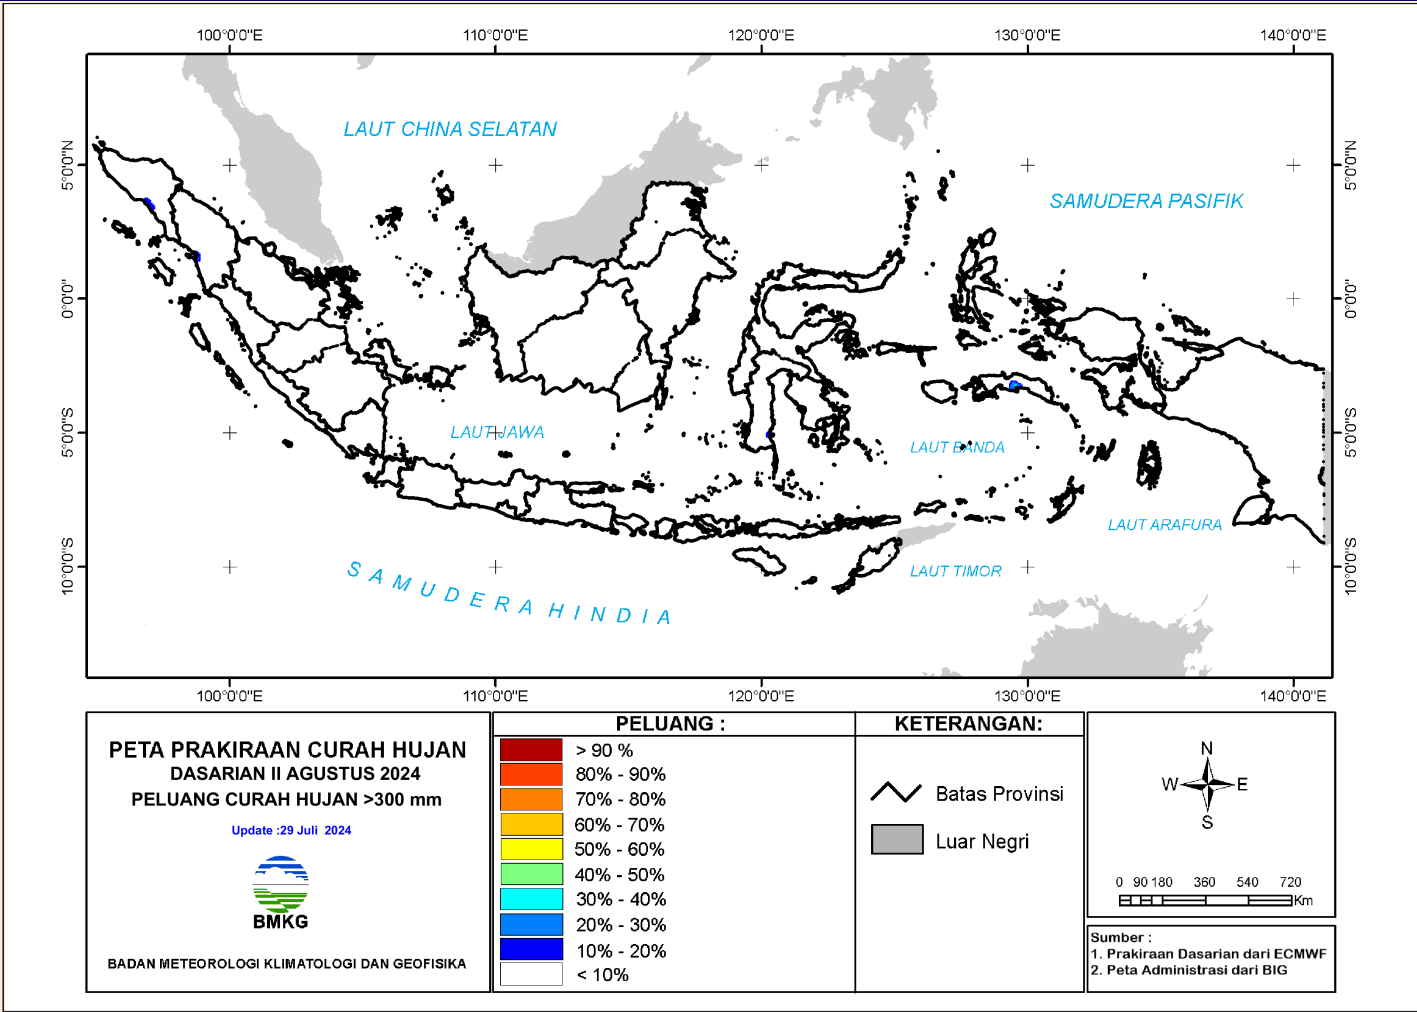 100°0'0"E 110°0'0"E 120°0'0"E 130°0'0"E 140°0'0"E
LAUT CHINA SELATAN
5°0'0"N 5°0'0"N
SAMUDERA PASIFIK
0°0'0" 0°0'0"
LAUT JAWA
5°0'0"S 5°0'0"S
LAUT BANDA
LAUT ARAFURA
10°0'0"S 10°0'0"S
LAUT TIMOR
SAMUDERA HINDIA
100°0'0"E 110°0'0"E 120°0'0"E 130°0'0"E 140°0'0"E
PETA PRAKIRAAN CURAH HUJAN
DASARIAN II AGUSTUS 2024
PELUANG CURAH HUJAN >300 mm
Update :29 Juli 2024
BMKG
BADAN METEOROLOGI KLIMATOLOGI DAN GEOFISIKA
PELUANG :
> 90 %
80% - 90%
70% - 80%
60% - 70%
50% - 60%
40% - 50%
30% - 40%
20% - 30%
10% - 20%
< 10%
KETERANGAN:
Batas Provinsi
Luar Negri
N
W E
S
0 90 180 360 540 720
Km
Sumber :
1. Prakiraan Dasarian dari ECMWF
2. Peta Administrasi dari BIG